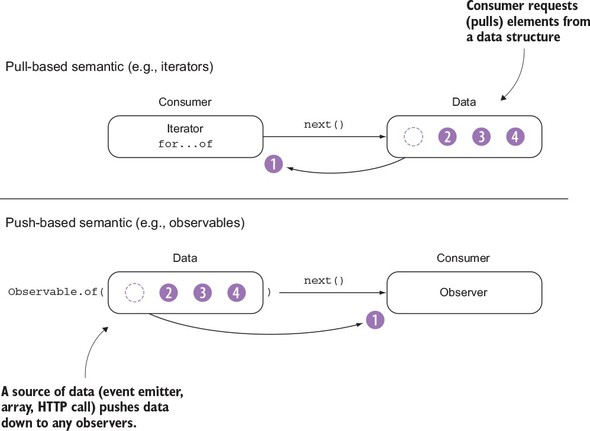 Consumer requests
(pulls) elements from
a data structure
Pull-based semantic (e.g., iterators)
Consumer
Data
Iterator
for...of
next()
2 3 4
1
Push-based semantic (e.g., observables)
Data
Consumer
Observable.of(
2 3 4
)
next()
Observer
1
A source of data (event emitter,
array, HTTP call) pushes data
down to any observers.